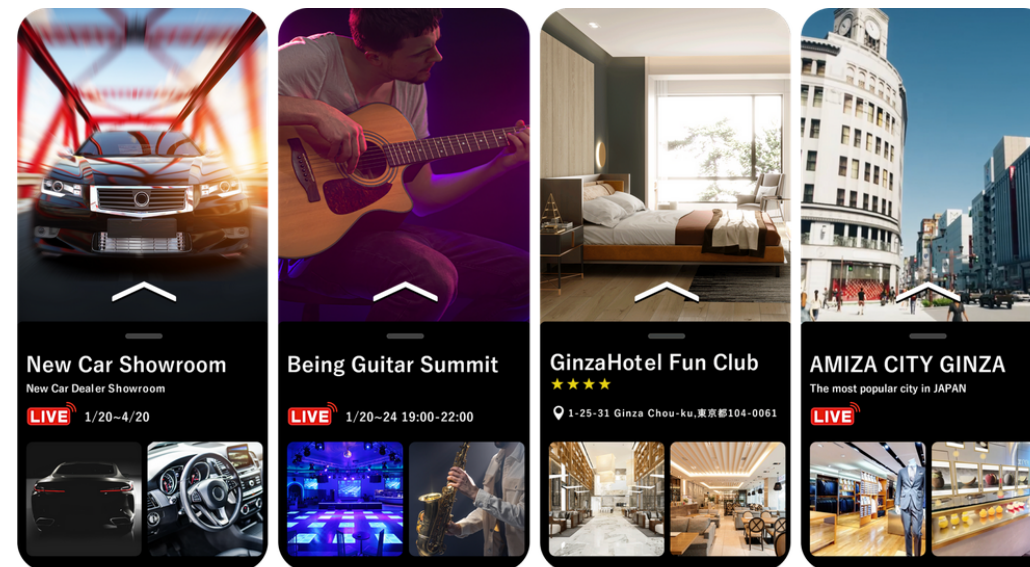 New Car Showroom
New Car Dealer Showroom
LIVE 1/20~4/20
Being Guitar Summit
LIVE 1/20~24 19:00-22:00
GinzaHotel Fun Club
★★★★
1-25-31 Ginza Chou-ku,東京都104-0061
AMIZA CITY GINZA
The most popular city in JAPAN
LIVE